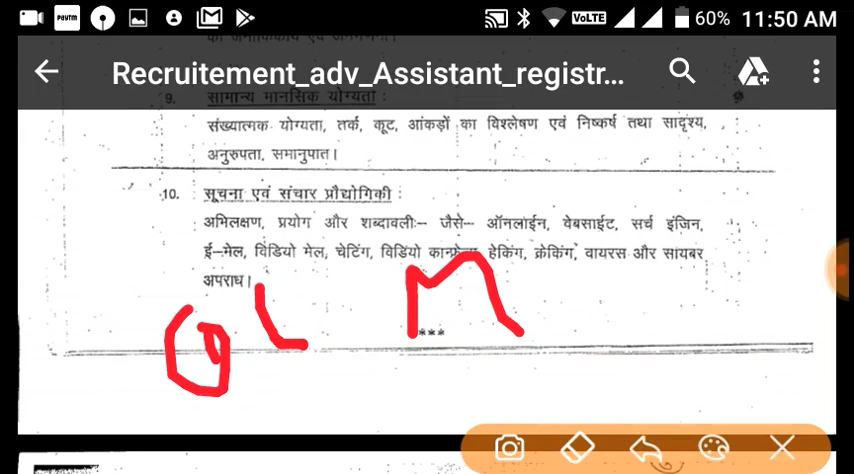 paytm VoLTE 60% 11:50 AM
Recruitement_adv_Assistant_registr...
9. सामान्य मानसिक योग्यता :
संख्यात्मक योग्यता, तर्क, कूट, आंकड़ों का विश्लेषण एवं निष्कर्ष तथा सादृश्य,
अनुरुपता, समानुपात।
10. सूचना एवं संचार प्रौद्योगिकी :
अभिलक्षण, प्रयोग और शब्दावली:– जैसे– ऑनलाईन, वेबसाईट, सर्च इंजिन,
ई–मेल, विडियो मेल, चेटिंग, विडियो हेकिंग, क्रेकिंग, वायरस और सायबर
अपराध।
***
M